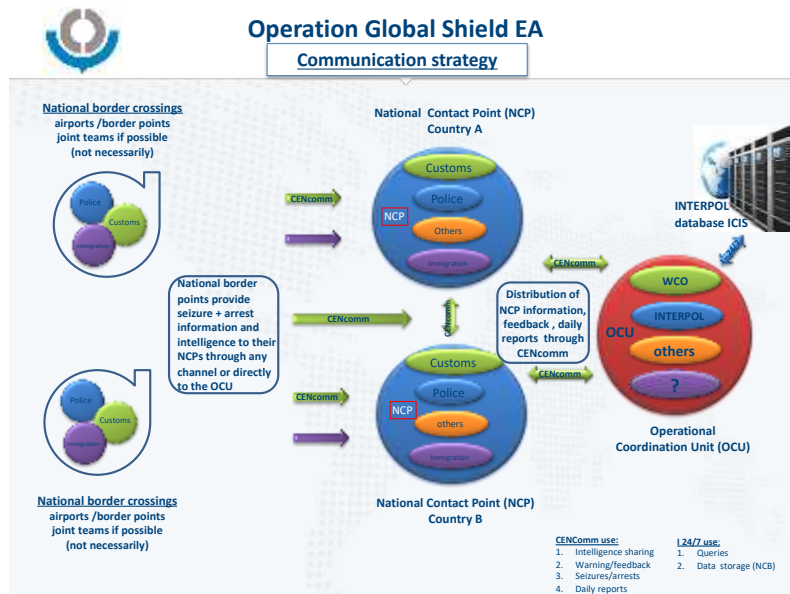 Operation Global Shield EA
Communication strategy
National border crossings
airports /border points
joint teams if possible
(not necessarily)
Police
Customs
Immigration
National Contact Point (NCP)
Country A
Customs
Police
NCP
Others
Immigration
CENcomm
INTERPOL
database ICIS
National border
points provide
seizure + arrest
information and
intelligence to their
NCPs through any
channel or directly
to the OCU
CENcomm
CENcomm
CENcomm
Distribution of
NCP information,
feedback , daily
reports through
CENcomm
CENcomm
WCO
INTERPOL
OCU
others
?
Operational
Coordination Unit (OCU)
Police
Customs
Immigration
CENcomm
Customs
Police
NCP
others
Immigration
National Contact Point (NCP)
Country B
National border crossings
airports /border points
joint teams if possible
(not necessarily)
CENComm use:
1. Intelligence sharing
2. Warning/feedback
3. Seizures/arrests
4. Daily reports
I 24/7 use:
1. Queries
2. Data storage (NCB)